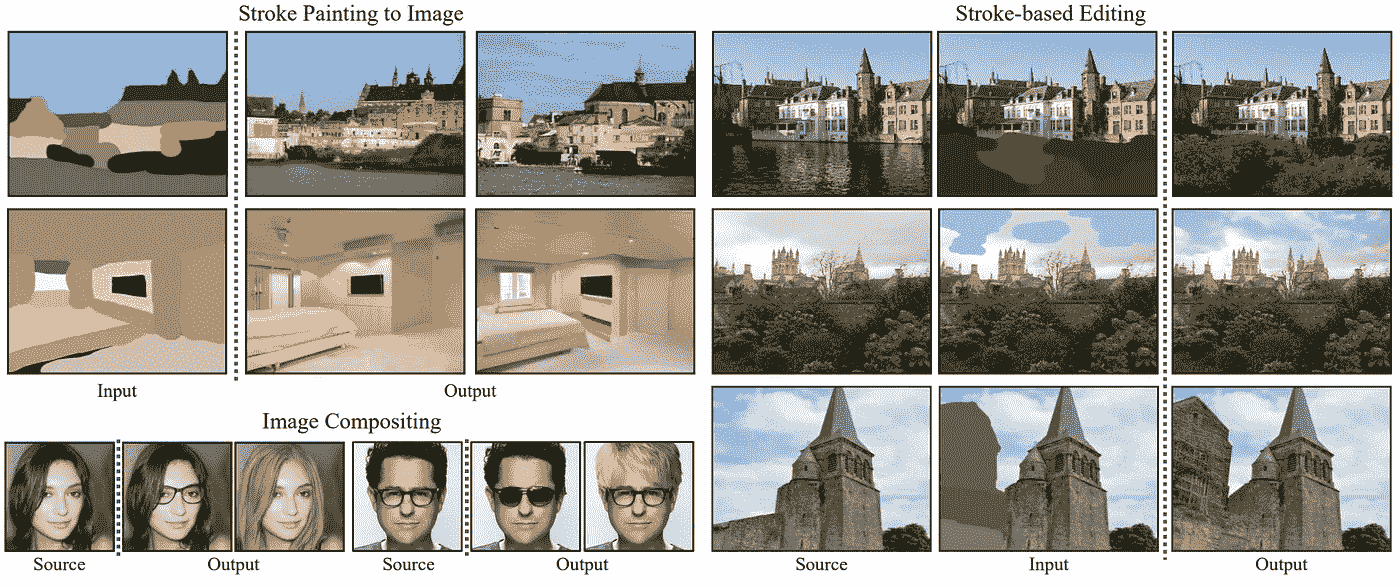 Stroke Painting to Image
Input
Output
Image Compositing
Source
Output
Source
Output
Stroke-based Editing
Source
Input
Output